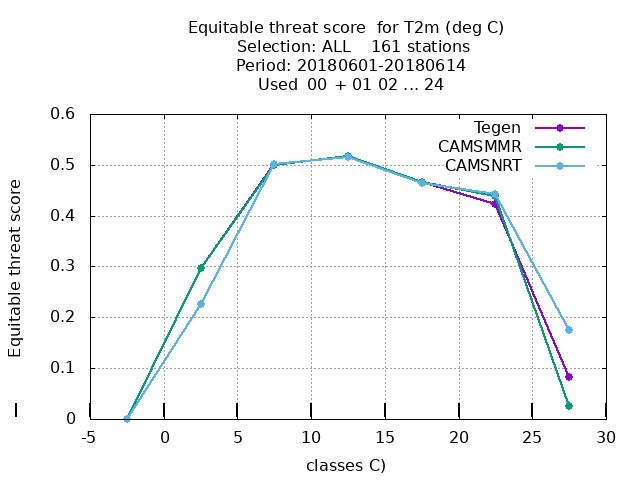 Equitable threat score  for T2m (deg C)
Selection: ALL    161 stations
Period: 20180601-20180614
Used  00  + 01 02 ... 24
Equitable threat score
0.6
0.5
0.4
0.3
0.2
0.1
0
Tegen
CAMSMMR
CAMSNRT
-5
0
5
10
15
20
25
30
classes C)